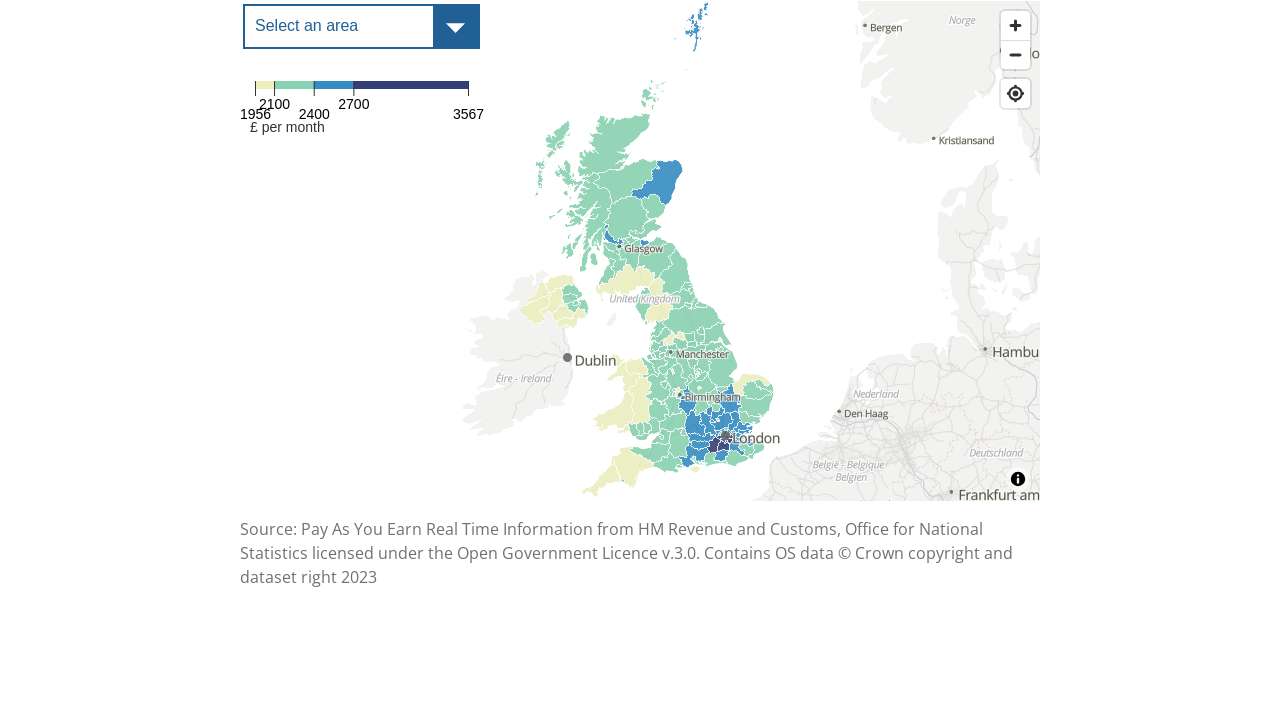 Select an area
2100
2700
1956
2400
3567
£ per month
Norge
Bergen
Kristiansand
Glasgow
United Kingdom
Dublin
Manchester
Hambu
Éire - Ireland
Birmingham
Nederland
Den Haag
London
Deutschland
België - Belgique
Belgien
Frankfurt am
Source: Pay As You Earn Real Time Information from HM Revenue and Customs, Office for National
Statistics licensed under the Open Government Licence v.3.0. Contains OS data © Crown copyright and
dataset right 2023